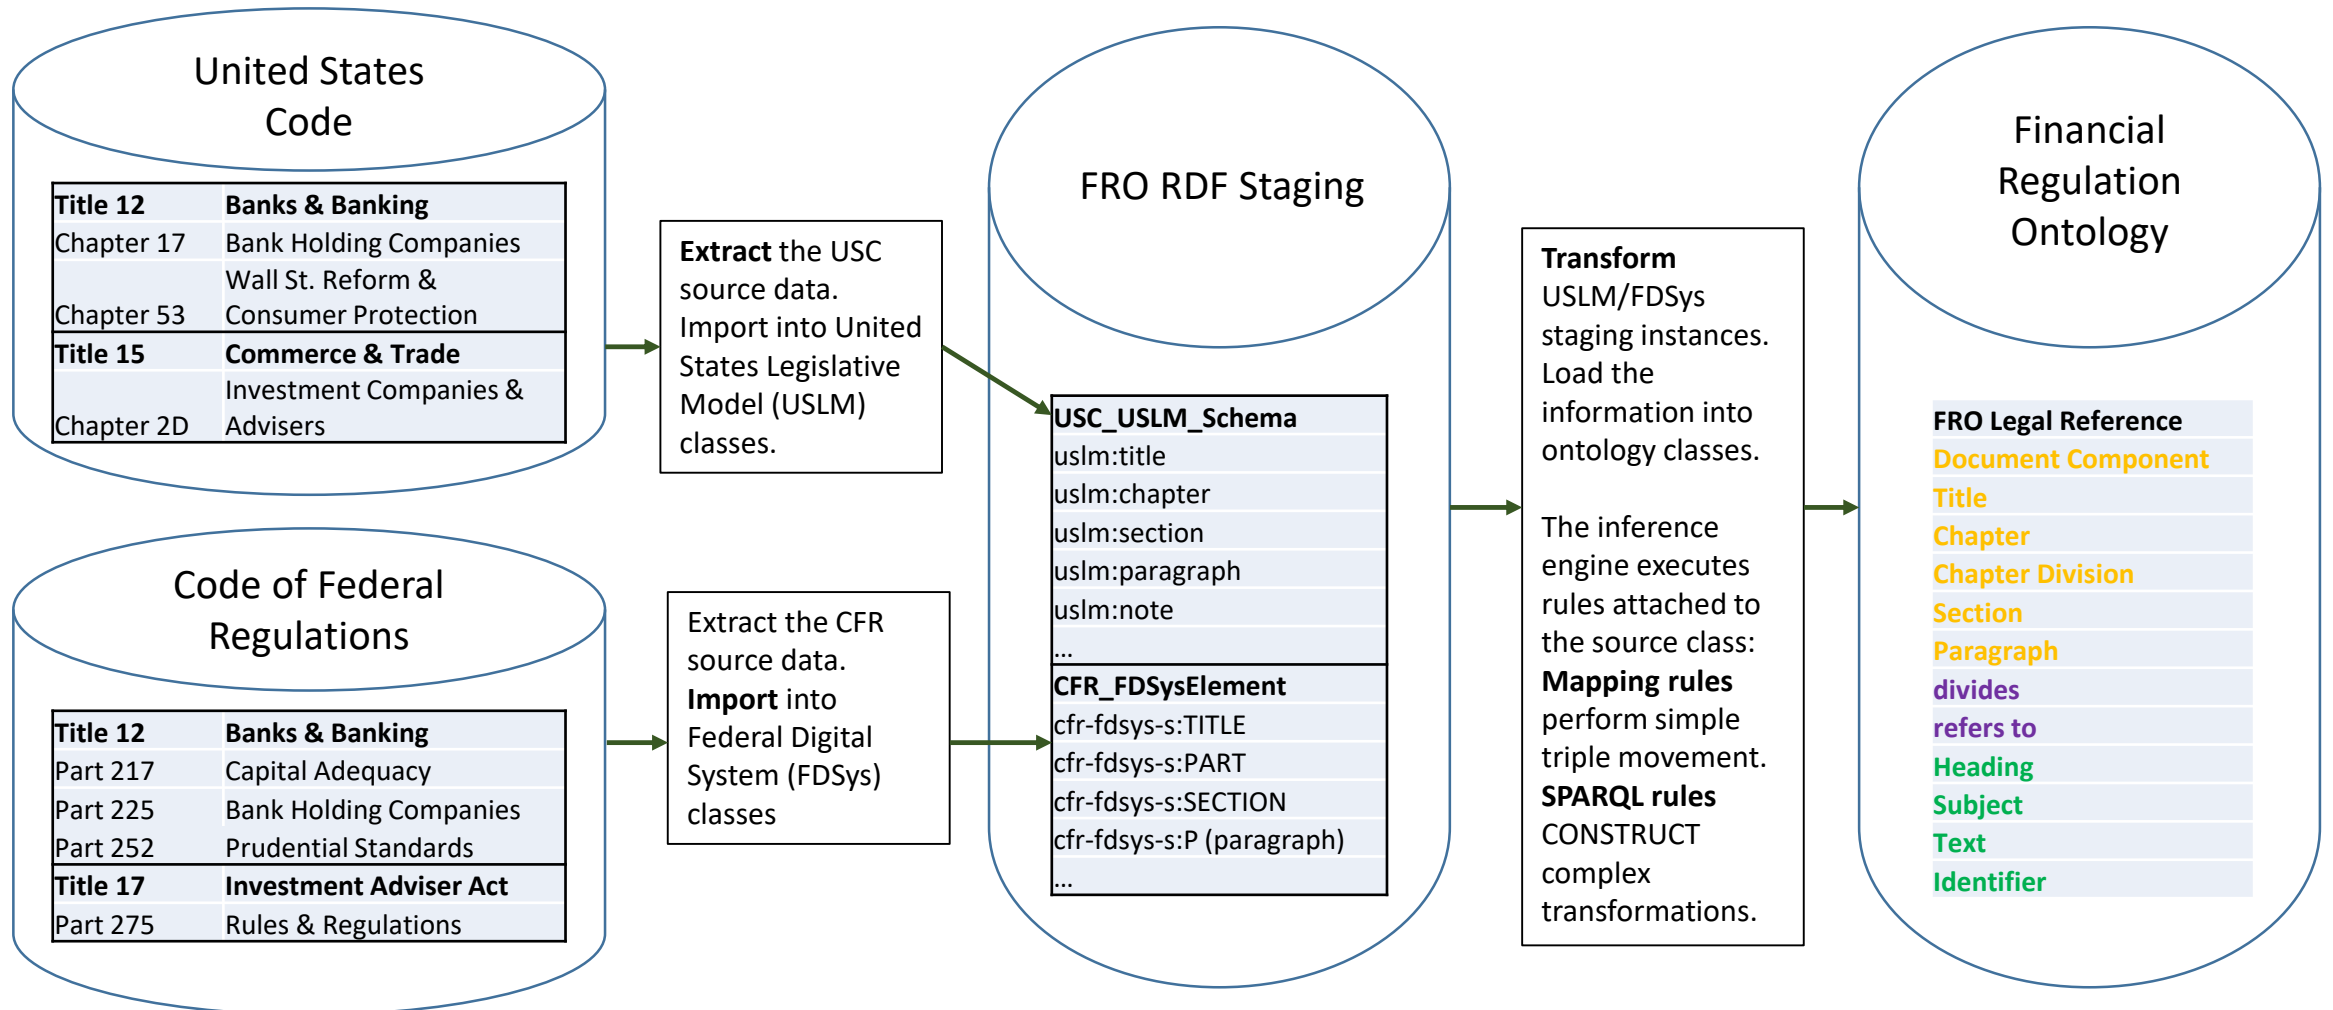 United States
Code
Title 12 Banks & Banking
Chapter 17 Bank Holding Companies
Wall St. Reform &
Chapter 53 Consumer Protection
Title 15 Commerce & Trade
Investment Companies &
Chapter 2D Advisers
Code of Federal
Regulations
Title 12 Banks & Banking
Part 217 Capital Adequacy
Part 225 Bank Holding Companies
Part 252 Prudential Standards
Title 17 Investment Adviser Act
Part 275 Rules & Regulations
Extract the USC
source data.
Import into United
States Legislative
Model (USLM)
classes.
Extract the CFR
source data.
Import into
Federal Digital
System (FDSys)
classes
FRO RDF Staging
USC_USLM_Schema
uslm:title
uslm:chapter
uslm:section
uslm:paragraph
uslm:note
...
CFR_FDSysElement
cfr-fdsys-s:TITLE
cfr-fdsys-s:PART
cfr-fdsys-s:SECTION
cfr-fdsys-s:P (paragraph)
...
Transform
USLM/FDSys
staging instances.
Load the
information into
ontology classes.
The inference
engine executes
rules attached to
the source class:
Mapping rules
perform simple
triple movement.
SPARQL rules
CONSTRUCT
complex
transformations.
Financial
Regulation
Ontology
FRO Legal Reference
Document Component
Title
Chapter
Chapter Division
Section
Paragraph
divides
refers to
Heading
Subject
Text
Identifier